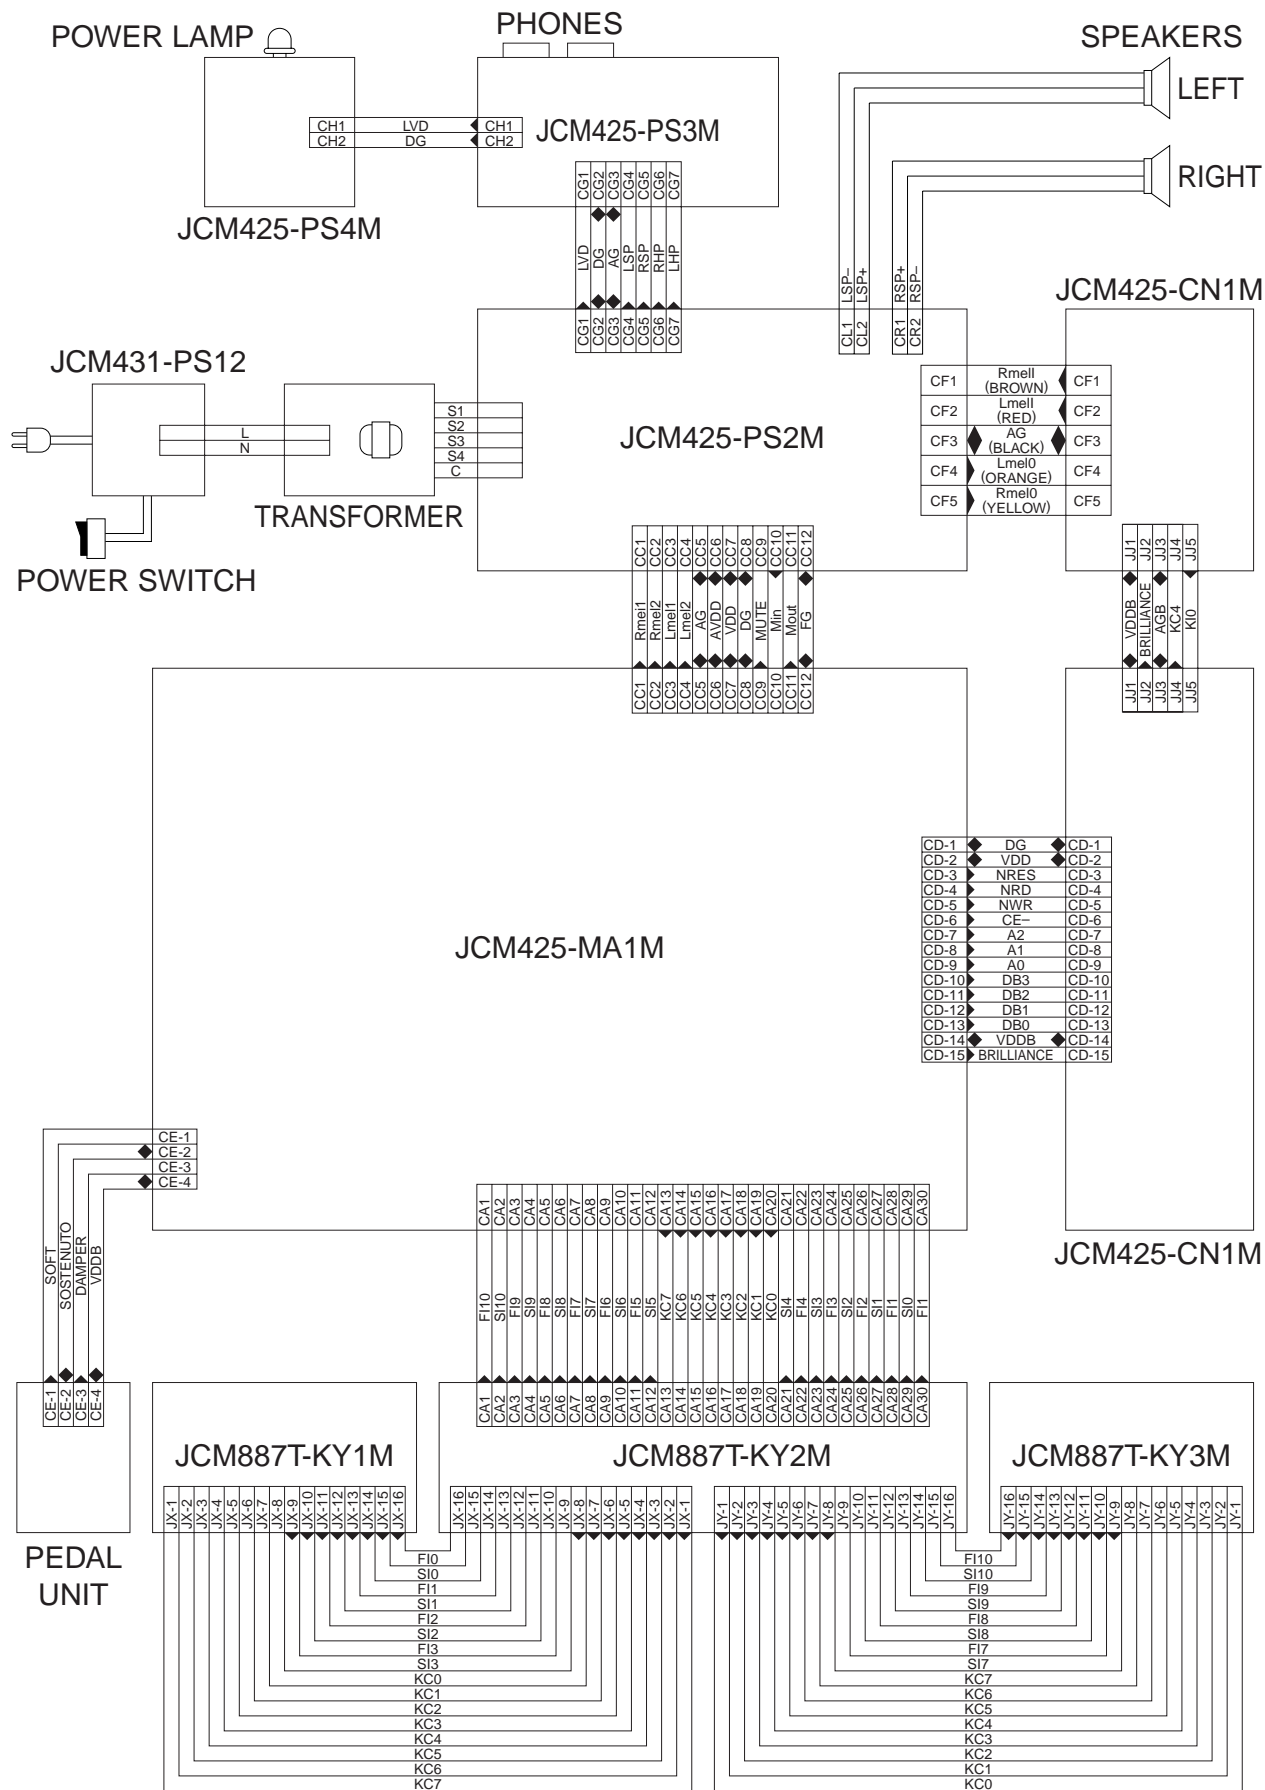 POWER LAMP
PHONES
SPEAKERS
LEFT
RIGHT
CH1 LVD CH1
CH2 DG CH2
JCM425-PS3M
JCM425-PS4M
CG1 CG2 CG3 CG4 CG5 CG6 CG7
LVD DG AG LSP RSP RHP LHP
CG1 CG2 CG3 CG4 CG5 CG6 CG7
LSP– LSP+ RSP+ RSP–
CL1 CL2 CR1 CR2
JCM425-CN1M
JCM431-PS12
L
N
S1
S2
S3
S4
C
TRANSFORMER
POWER SWITCH
JCM425-PS2M
CF1 Rmell (BROWN) CF1
CF2 Lmell (RED) CF2
CF3 AG (BLACK) CF3
CF4 Lmel0 (ORANGE) CF4
CF5 Rmel0 (YELLOW) CF5
CC1 CC2 CC3 CC4 CC5 CC6 CC7 CC8 CC9 CC10 CC11 CC12
Rmei1 Rmel2 Lmel1 Lmel2 AG AVDD VDD DG MUTE Min Mout FG
CC1 CC2 CC3 CC4 CC5 CC6 CC7 CC8 CC9 CC10 CC11 CC12
JJ1 JJ2 JJ3 JJ4 JJ5
VDDB BRILLIANCE AGB KC4 KI0
JJ1 JJ2 JJ3 JJ4 JJ5
JCM425-MA1M
CD-1 DG CD-1
CD-2 VDD CD-2
CD-3 NRES CD-3
CD-4 NRD CD-4
CD-5 NWR CD-5
CD-6 CE– CD-6
CD-7 A2 CD-7
CD-8 A1 CD-8
CD-9 A0 CD-9
CD-10 DB3 CD-10
CD-11 DB2 CD-11
CD-12 DB1 CD-12
CD-13 DB0 CD-13
CD-14 VDDB CD-14
CD-15 BRILLIANCE CD-15
JCM425-CN1M
CE-1
CE-2
CE-3
CE-4
SOFT SOSTENUTO DAMPER VDDB
CE-1 CE-2 CE-3 CE-4
PEDAL
UNIT
CA1 CA2 CA3 CA4 CA5 CA6 CA7 CA8 CA9 CA10 CA11 CA12 CA13 CA14 CA15 CA16 CA17 CA18 CA19 CA20 CA21 CA22 CA23 CA24 CA25 CA26 CA27 CA28 CA29 CA30
FI10 SI10 FI9 SI9 FI8 SI8 FI7 SI7 FI6 SI6 FI5 SI5 KC7 KC6 KC5 KC4 KC3 KC2 KC1 KC0 SI4 FI4 SI3 FI3 SI2 FI2 SI1 FI1 SI0 FI1
CA1 CA2 CA3 CA4 CA5 CA6 CA7 CA8 CA9 CA10 CA11 CA12 CA13 CA14 CA15 CA16 CA17 CA18 CA19 CA20 CA21 CA22 CA23 CA24 CA25 CA26 CA27 CA28 CA29 CA30
JCM887T-KY1M
JCM887T-KY2M
JCM887T-KY3M
JX-1 JX-2 JX-3 JX-4 JX-5 JX-6 JX-7 JX-8 JX-9 JX-10 JX-11 JX-12 JX-13 JX-14 JX-15 JX-16
JX-16 JX-15 JX-14 JX-13 JX-12 JX-11 JX-10 JX-9 JX-8 JX-7 JX-6 JX-5 JX-4 JX-3 JX-2 JX-1
JY-1 JY-2 JY-3 JY-4 JY-5 JY-6 JY-7 JY-8 JY-9 JY-10 JY-11 JY-12 JY-13 JY-14 JY-15 JY-16
JY-16 JY-15 JY-14 JY-13 JY-12 JY-11 JY-10 JY-9 JY-8 JY-7 JY-6 JY-5 JY-4 JY-3 JY-2 JY-1
FI0
SI0
FI1
SI1
FI2
SI2
FI3
SI3
KC0
KC1
KC2
KC3
KC4
KC5
KC6
KC7
FI10
SI10
FI9
SI9
FI8
SI8
FI7
SI7
KC7
KC6
KC5
KC4
KC3
KC2
KC1
KC0